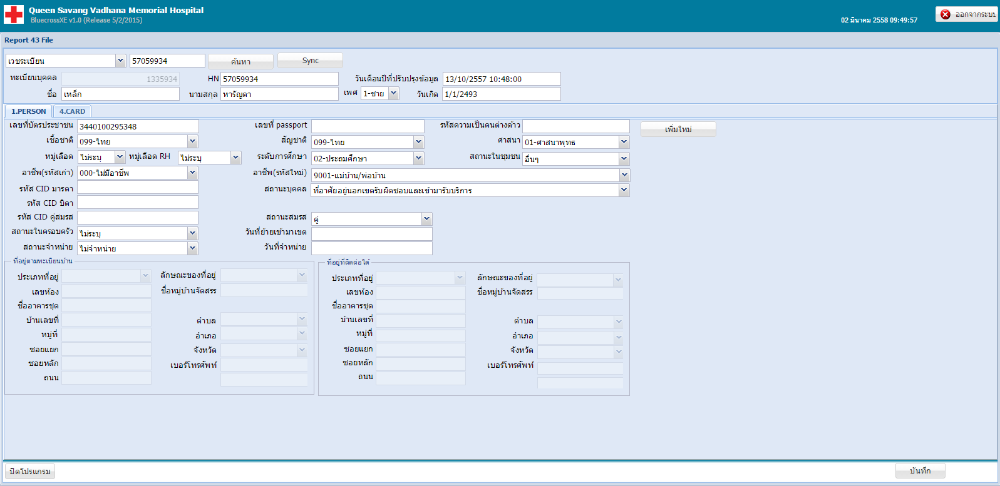 Queen Savang Vadhana Memorial Hospital
BluecrossXE v1.0 (Release 5/2/2015)
02 มีนาคม 2558 09:49:57
ออกจากระบบ
Report 43 File
เวชระเบียน 57059934 ค้นหา Sync
ทะเบียนบุคคล 1335934 HN 57059934 วันเดือนปีที่ปรับปรุงข้อมูล 13/10/2557 10:48:00
ชื่อ เหล็ก นามสกุล หารัญดา เพศ 1-ชาย วันเกิด 1/1/2493
1.PERSON 4.CARD
เลขที่บัตรประชาชน 3440100295348 เลขที่ passport รหัสความเป็นคนต่างด้าว เพิ่มใหม่
เชื้อชาติ 099-ไทย สัญชาติ 099-ไทย ศาสนา 01-ศาสนาพุทธ
หมู่เลือด ไม่ระบุ หมู่เลือด RH ไม่ระบุ ระดับการศึกษา 02-ประถมศึกษา สถานะในชุมชน อื่นๆ
อาชีพ(รหัสเก่า) 000-ไม่มีอาชีพ อาชีพ(รหัสใหม่) 9001-แม่บ้าน/พ่อบ้าน
รหัส CID มารดา สถานะบุคคล ที่อาศัยอยู่นอกเขตรับผิดชอบและเข้ามารับบริการ
รหัส CID บิดา
รหัส CID คู่สมรส สถานะสมรส คู่
สถานะในครอบครัว ไม่ระบุ วันที่ย้ายเข้ามาเขต
สถานะจำหน่าย ไม่จำหน่าย วันที่จำหน่าย
ที่อยู่ตามทะเบียนบ้าน
ประเภทที่อยู่ ลักษณะของที่อยู่
เลขห้อง ชื่อหมู่บ้านจัดสรร
ชื่ออาคารชุด
บ้านเลขที่ ตำบล
หมู่ที่ อำเภอ
ซอยแยก จังหวัด
ซอยหลัก เบอร์โทรศัพท์
ถนน
ที่อยู่ที่ติดต่อได้
ประเภทที่อยู่ ลักษณะของที่อยู่
เลขห้อง ชื่อหมู่บ้านจัดสรร
ชื่ออาคารชุด
บ้านเลขที่ ตำบล
หมู่ที่ อำเภอ
ซอยแยก จังหวัด
ซอยหลัก เบอร์โทรศัพท์
ถนน
ปิดโปรแกรม บันทึก